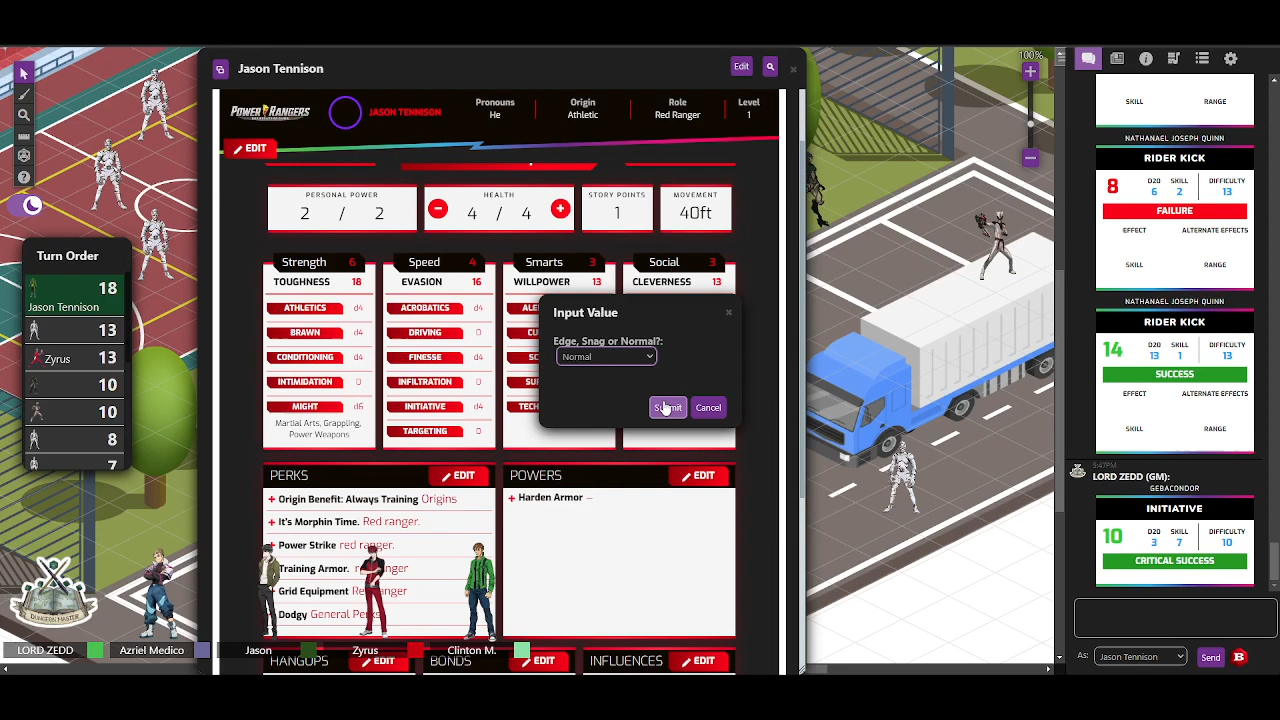 Jason Tennison
Edit
100%
POWER RANGERS
JASON TENNISON
Pronouns
He
Origin
Athletic
Role
Red Ranger
Level
1
EDIT
PERSONAL POWER
2 / 2
HEALTH
4 / 4
STORY POINTS
1
MOVEMENT
40ft
Strength 6
TOUGHNESS 18
ATHLETICS d4
BRAWN d4
CONDITIONING d4
INTIMIDATION 0
MIGHT d6
Martial Arts, Grappling,
Power Weapons
Speed 4
EVASION 16
ACROBATICS d4
DRIVING 0
FINESSE d4
INFILTRATION 0
INITIATIVE d4
TARGETING 0
Smarts 3
WILLPOWER 13
Social 3
CLEVERNESS 13
Input Value
Edge, Snag or Normal?:
Normal
Submit
Cancel
PERKS
EDIT
Origin Benefit: Always Training Origins
It's Morphin Time. Red ranger.
Power Strike red ranger.
Training Armor.
Grid Equipment
Dodgy General Perks
POWERS
EDIT
Harden Armor --
HANGUPS
EDIT
BONDS
EDIT
INFLUENCES
EDIT
Turn Order
18
Jason Tennison
13
Zyrus 13
10
10
8
7
DUNGEON MASTER
LORD ZEDD
Azriel Medico
Jason
Zyrus
Clinton M.
SKILL RANGE
NATHANAEL JOSEPH QUINN
RIDER KICK
8
D20 SKILL DIFFICULTY
6 2 13
FAILURE
EFFECT ALTERNATE EFFECTS
SKILL RANGE
NATHANAEL JOSEPH QUINN
RIDER KICK
14
D20 SKILL DIFFICULTY
13 1 13
SUCCESS
EFFECT ALTERNATE EFFECTS
SKILL RANGE
5:47PM
LORD ZEDD (GM):
GEBACONDOR
INITIATIVE
10
D20 SKILL DIFFICULTY
3 7 10
CRITICAL SUCCESS
As:
Jason Tennison
Send
B